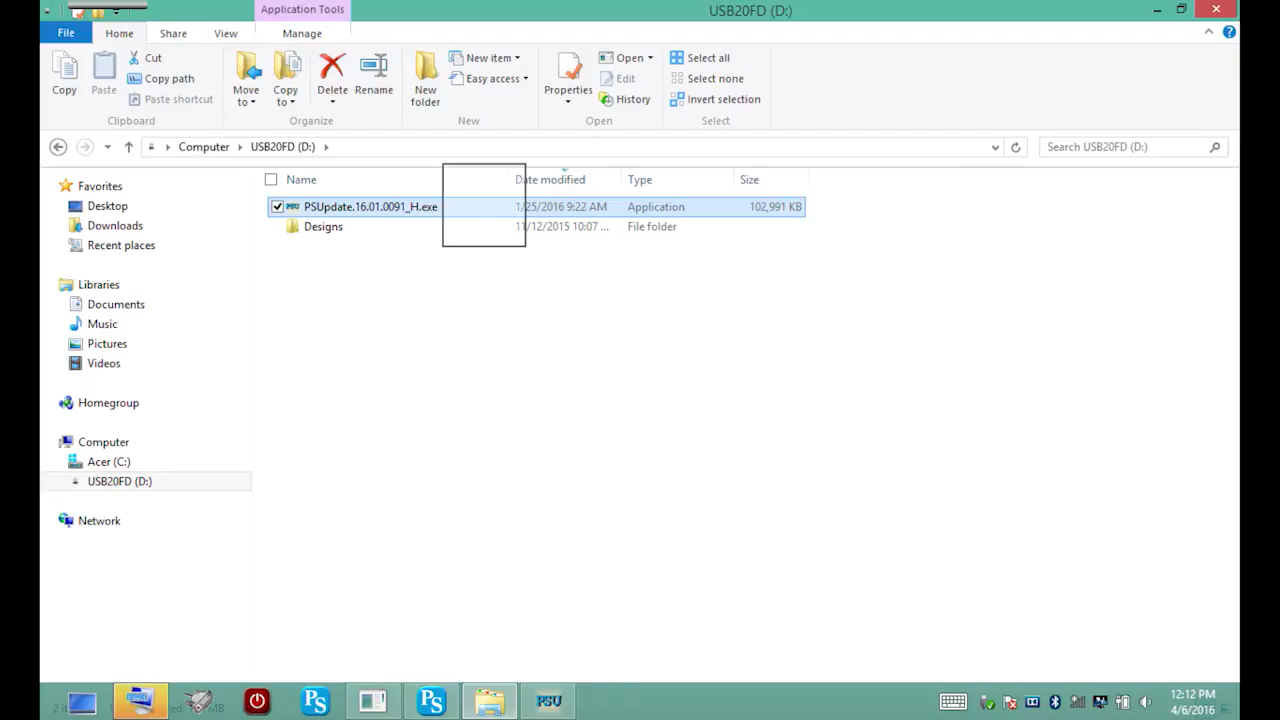 Application Tools
USB20FD (D:)
File Home Share View Manage
Copy
Paste
Cut
Copy path
Paste shortcut
Clipboard
Move to
Copy to
Delete
Rename
Organize
New folder
New item
Easy access
New
Properties
Open
Edit
History
Open
Select all
Select none
Invert selection
Select
Computer USB20FD (D:)
Search USB20FD (D:)
Name Date modified Type Size
PSUpdate.16.01.0091_H.exe 1/25/2016 9:22 AM Application 102,991 KB
Designs 11/12/2015 10:07 ... File folder
Favorites
Desktop
Downloads
Recent places
Libraries
Documents
Music
Pictures
Videos
Homegroup
Computer
Acer (C:)
USB20FD (D:)
Network
PS
PS
PSU
12:12 PM
4/6/2016